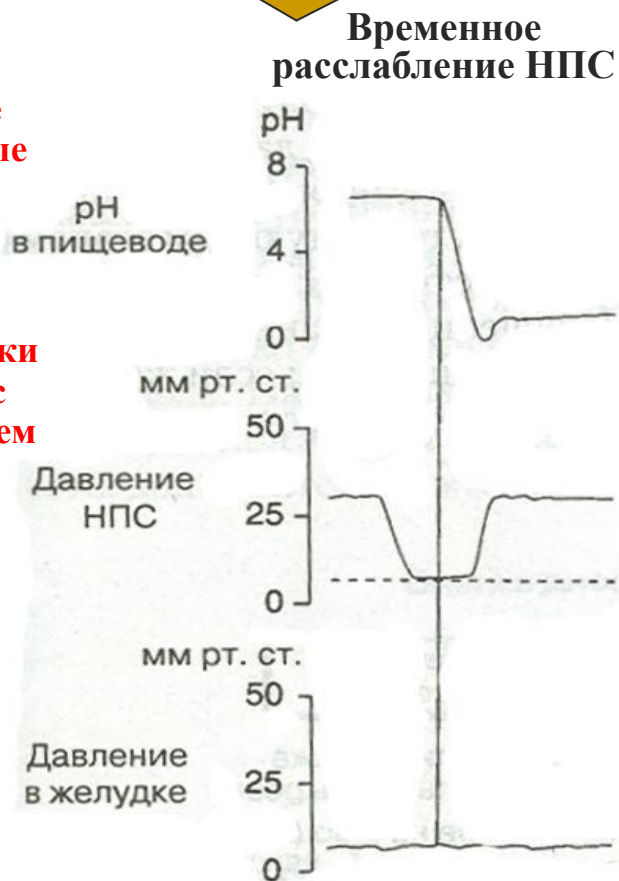 Временное
расслабление НПС
pH
8
pH
в пищеводе
4
0
мм рт. ст.
50
Давление
НПС
25
0
мм рт. ст.
50
Давление
в желудке
25
0